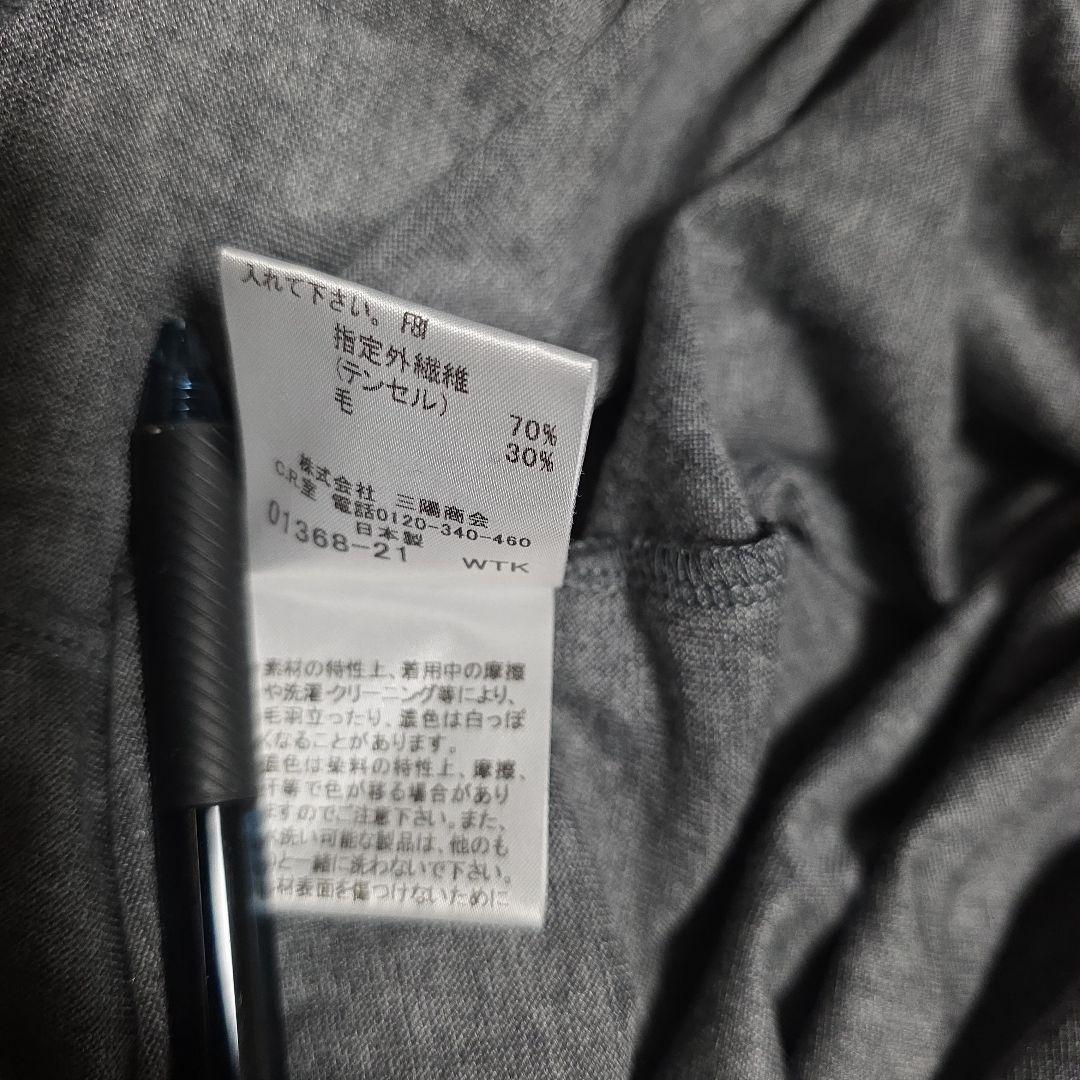 入れて下さい。 FBI
指定外繊維
(テンセル) 70%
毛 30%
株式会社 三陽商会
C.R室 電話0120-340-460
日本製
01368-21 WTK
素材の特性上、着用中の摩擦
や洗濯・クリーニング等により、
毛羽立ったり、濃色は白っぽ
くなることがあります。
濃色は染料の特性上、摩擦、
汗等で色が移る場合があり
ますのでご注意下さい。また、
水洗い可能な製品は、他のも
のと一緒に洗わないで下さい。
材表面を傷つけないために